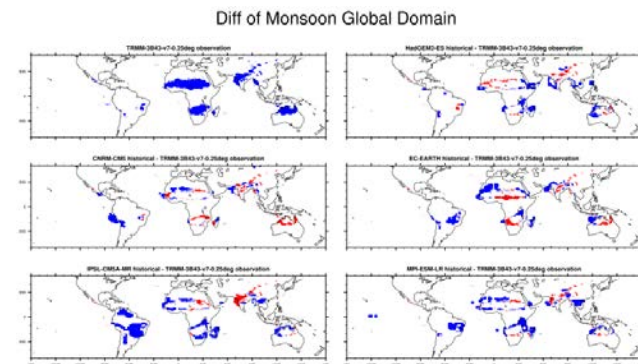 Diff of Monsoon Global Domain
TRMM-3B43-v7-0.25deg observation
HadGEM2-ES historical - TRMM-3B43-v7-0.25deg observation
CNRM-CM5 historical - TRMM-3B43-v7-0.25deg observation
EC-EARTH historical - TRMM-3B43-v7-0.25deg observation
IPSL-CM5A-MR historical - TRMM-3B43-v7-0.25deg observation
MPI-ESM-LR historical - TRMM-3B43-v7-0.25deg observation